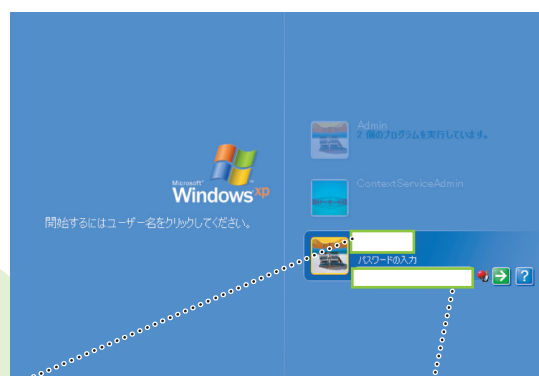 Microsoft®
Windows xp
開始するにはユーザー名をクリックしてください。
Admin
2 個のプログラムを実行しています。
ContextServiceAdmin
パスワードの入力
?